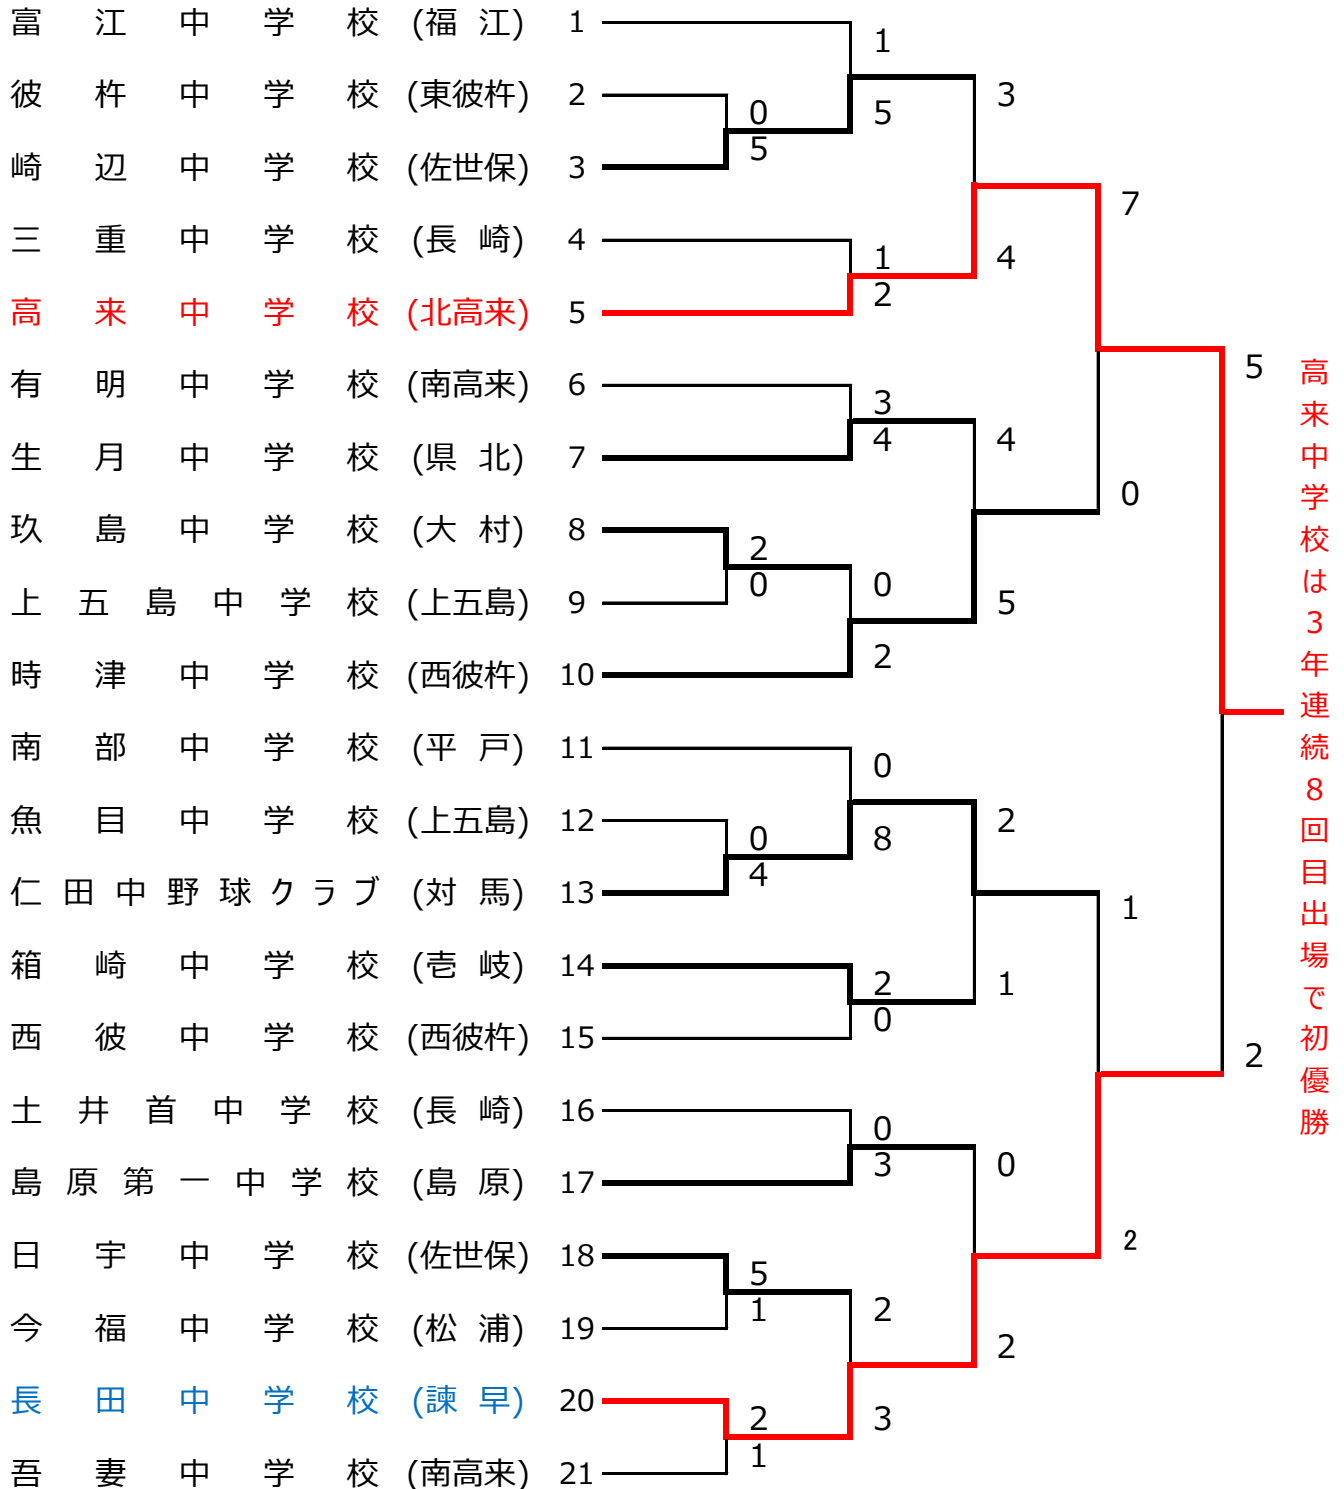 富江中学校 (福江) 1
1
彼杵中学校 (東彼杵) 2
3
0
5
5
崎辺中学校 (佐世保) 3
7
三重中学校 (長崎) 4
1
4
2
高来中学校 (北高来) 5
5
有明中学校 (南高来) 6
3
4
4
生月中学校 (県北) 7
0
玖島中学校 (大村) 8
2
0
0
5
上五島中学校 (上五島) 9
2
時津中学校 (西彼杵) 10
南部中学校 (平戸) 11
0
魚目中学校 (上五島) 12
2
0
8
4
仁田中野球クラブ (対馬) 13
1
箱崎中学校 (壱岐) 14
2
1
0
西彼中学校 (西彼杵) 15
2
土井首中学校 (長崎) 16
0
3
0
島原第一中学校 (島原) 17
2
日宇中学校 (佐世保) 18
5
1
2
今福中学校 (松浦) 19
2
長田中学校 (諫早) 20
2
3
1
吾妻中学校 (南高来) 21
高来中学校は3年連続8回目出場で初優勝